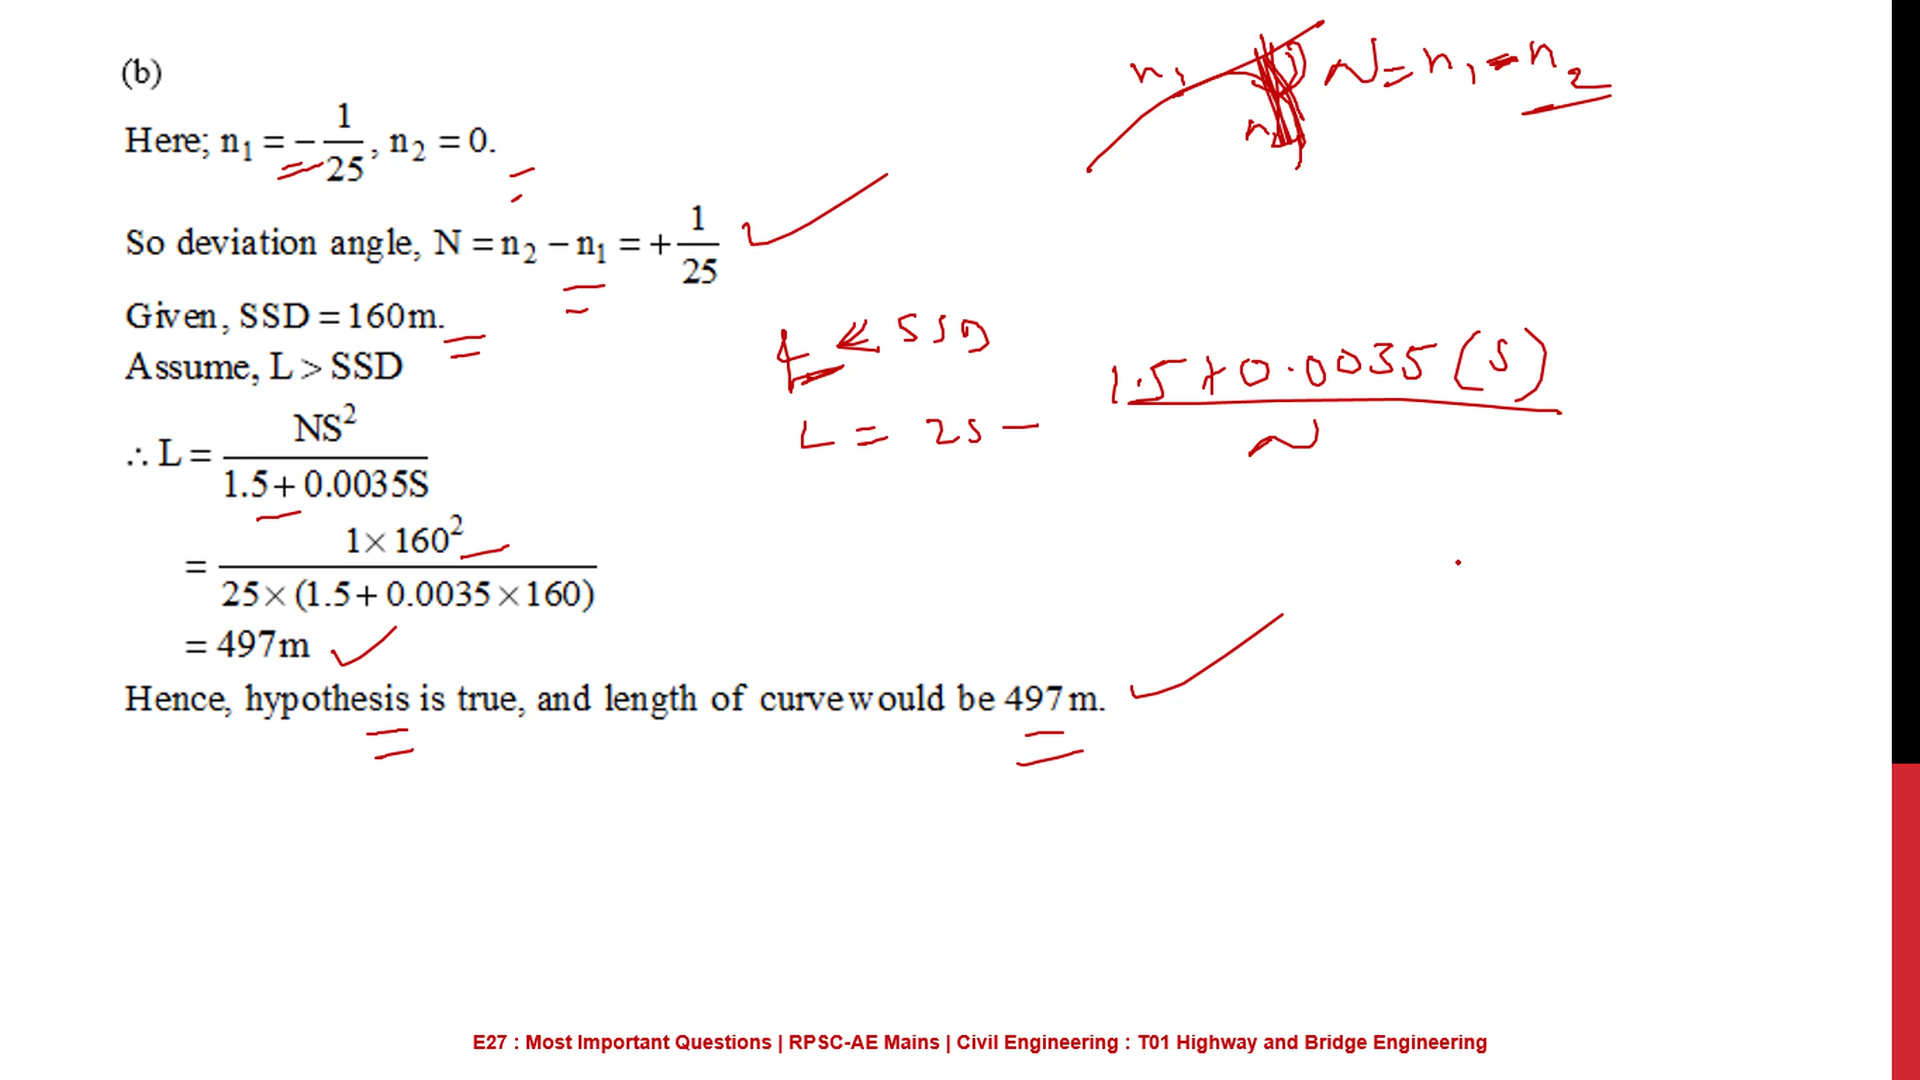 (b)
Here; n₁ = −1/25, n₂ = 0.
So deviation angle, N = n₂ − n₁ = +1/25
Given, SSD = 160m.
Assume, L > SSD
∴ L = NS²/(1.5 + 0.0035S)
= 1×160²/(25×(1.5 + 0.0035×160))
= 497m
Hence, hypothesis is true, and length of curve would be 497m.
n₁
N = n₁ - n₂
SSD
L = 2S − (1.5 + 0.0035(S))/N
E27 : Most Important Questions | RPSC-AE Mains | Civil Engineering : T01 Highway and Bridge Engineering